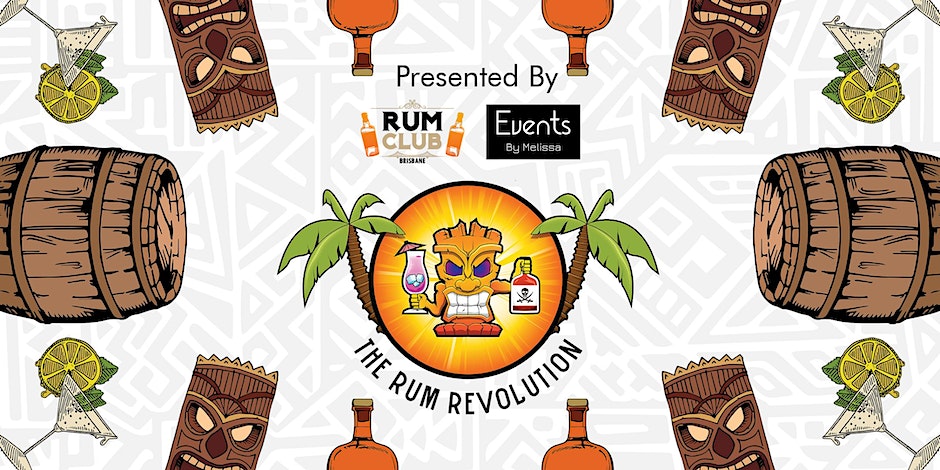 Presented By
RUM
CLUB
BRISBANE
Events
By Melissa
THE RUM REVOLUTION